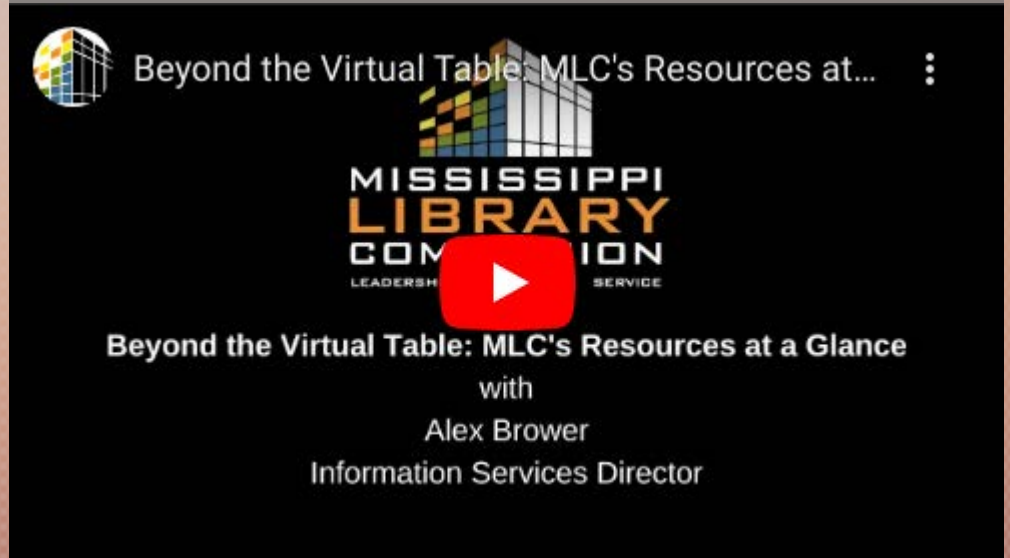 Beyond the Virtual Table: MLC's Resources at...
MISSISSIPPI
LIBRARY
COM ION
LEADERSH SERVICE
Beyond the Virtual Table: MLC's Resources at a Glance
with
Alex Brower
Information Services Director